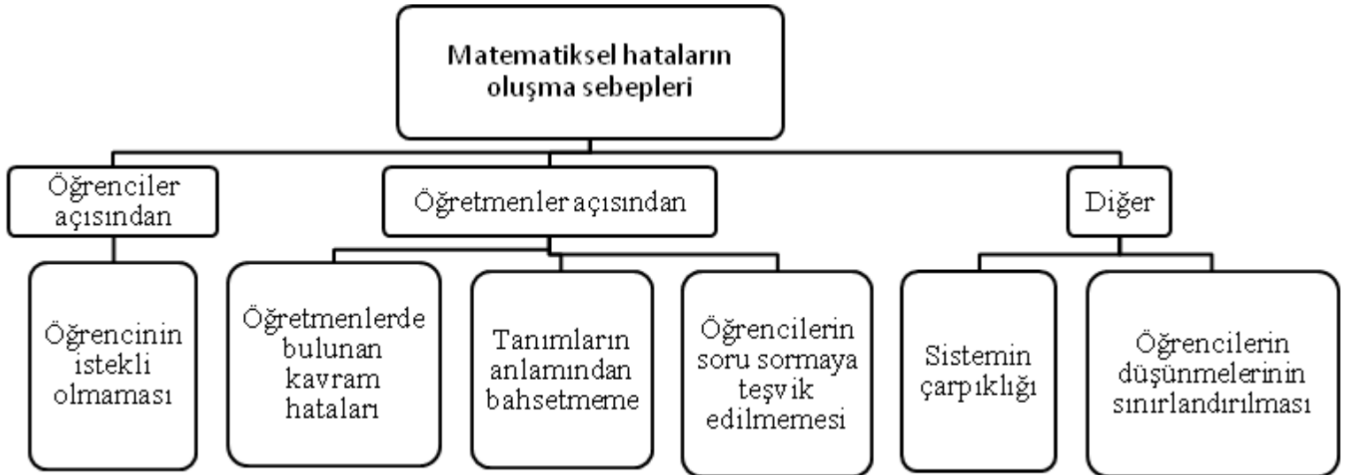 Matematiksel hataların
oluşma sebepleri
Öğrenciler
açısından
Öğretmenler açısından
Diğer
Öğrencinin
istekli
olmaması
Öğretmenlerde
bulunan
kavram
hataları
Tanımların
anlamından
bahsetmeme
Öğrencilerin
soru sormaya
teşvik
edilmemesi
Sistemin
çarpıklığı
Öğrencilerin
düşünmelerinin
sınırlandırılması